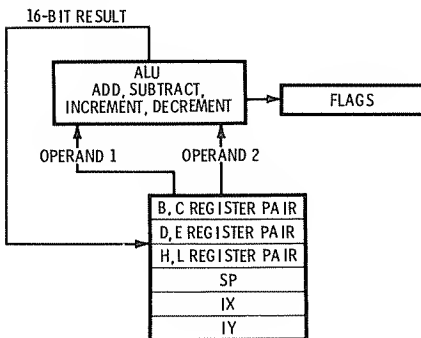 16-BIT RESULT
ALU
ADD, SUBTRACT,
INCREMENT, DECREMENT
FLAGS
OPERAND 1
OPERAND 2
B, C REGISTER PAIR
D, E REGISTER PAIR
H, L REGISTER PAIR
SP
IX
IY